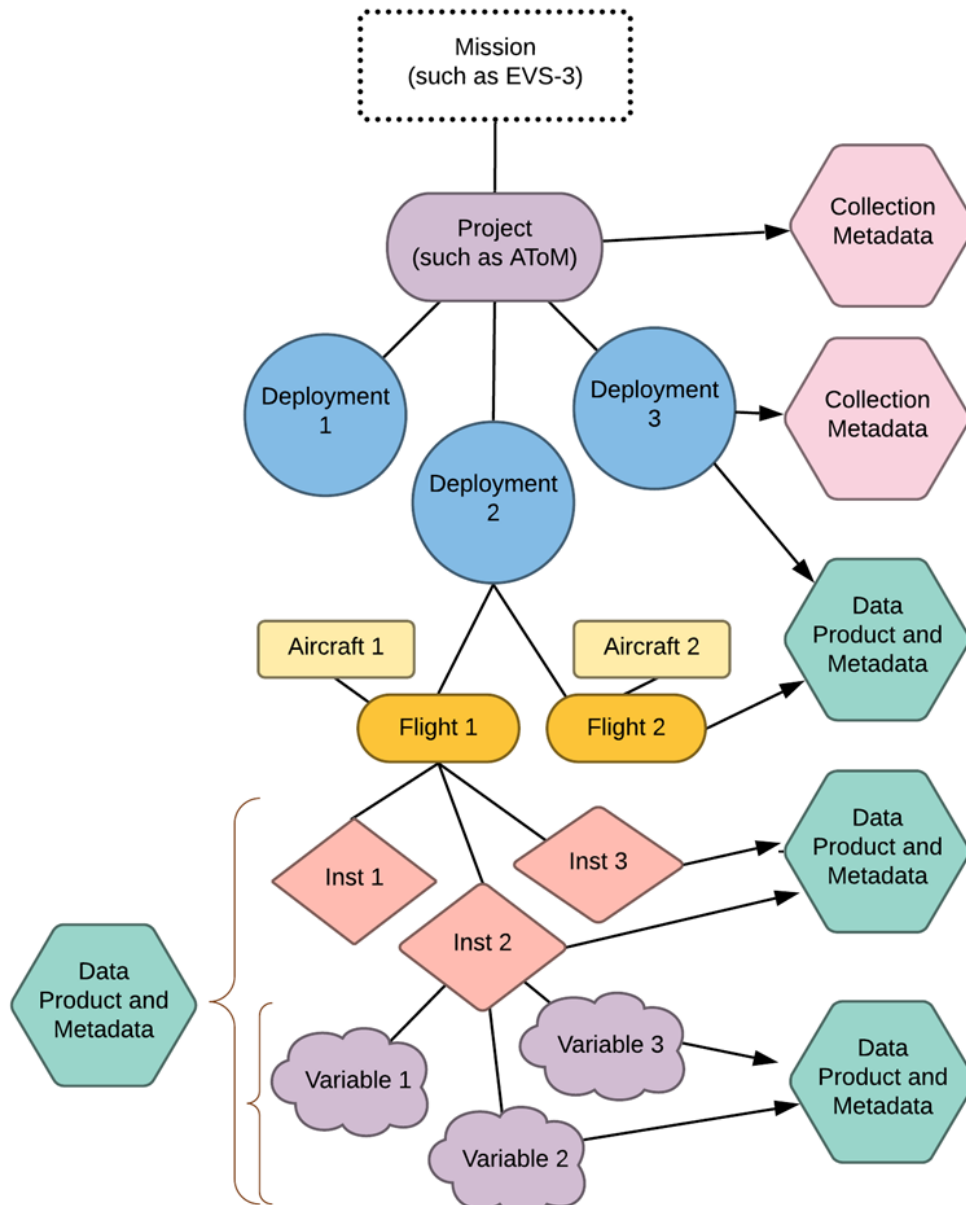 Mission
(such as EVS-3)
Project
(such as AToM)
Collection
Metadata
Deployment
1
Deployment
2
Deployment
3
Collection
Metadata
Data
Product and
Metadata
Aircraft 1
Aircraft 2
Flight 1
Flight 2
Inst 1
Inst 2
Inst 3
Data
Product and
Metadata
Data
Product and
Metadata
Variable 1
Variable 2
Variable 3
Data
Product and
Metadata